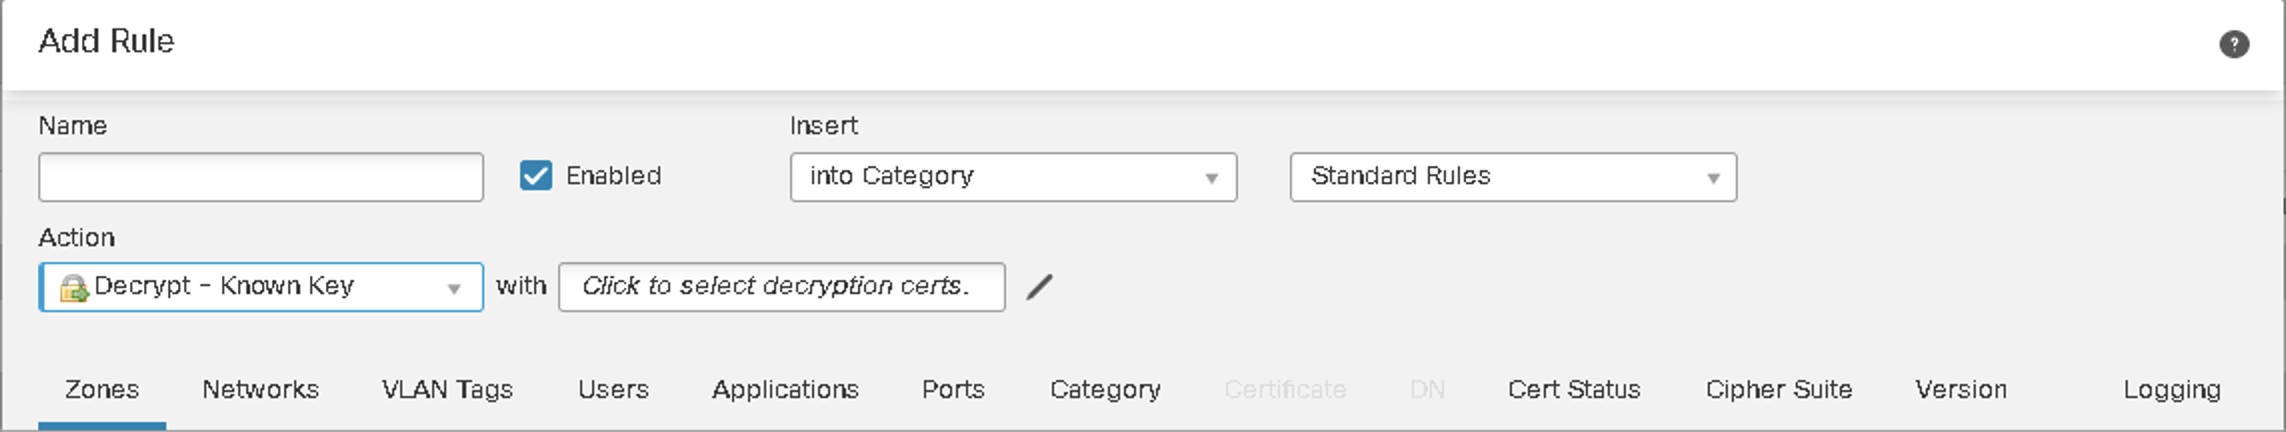 Add Rule
?
Name
Insert
Enabled
into Category
Standard Rules
Action
Decrypt - Known Key
with
Click to select decryption certs.
Zones Networks VLAN Tags Users Applications Ports Category Certificate DN Cert Status Cipher Suite Version Logging